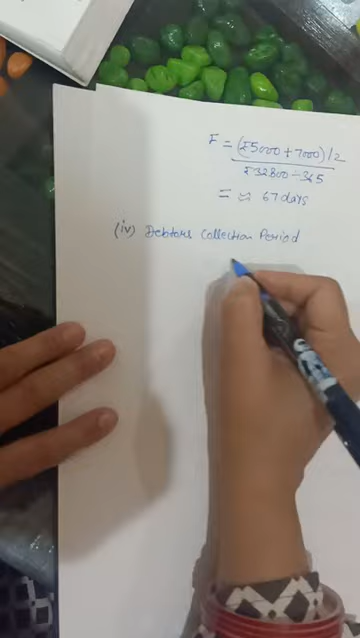 F = (₹5000 + 7000)/2
₹32800 ÷ 365
= ≈ 67 days
(iv) Debtors Collection Period